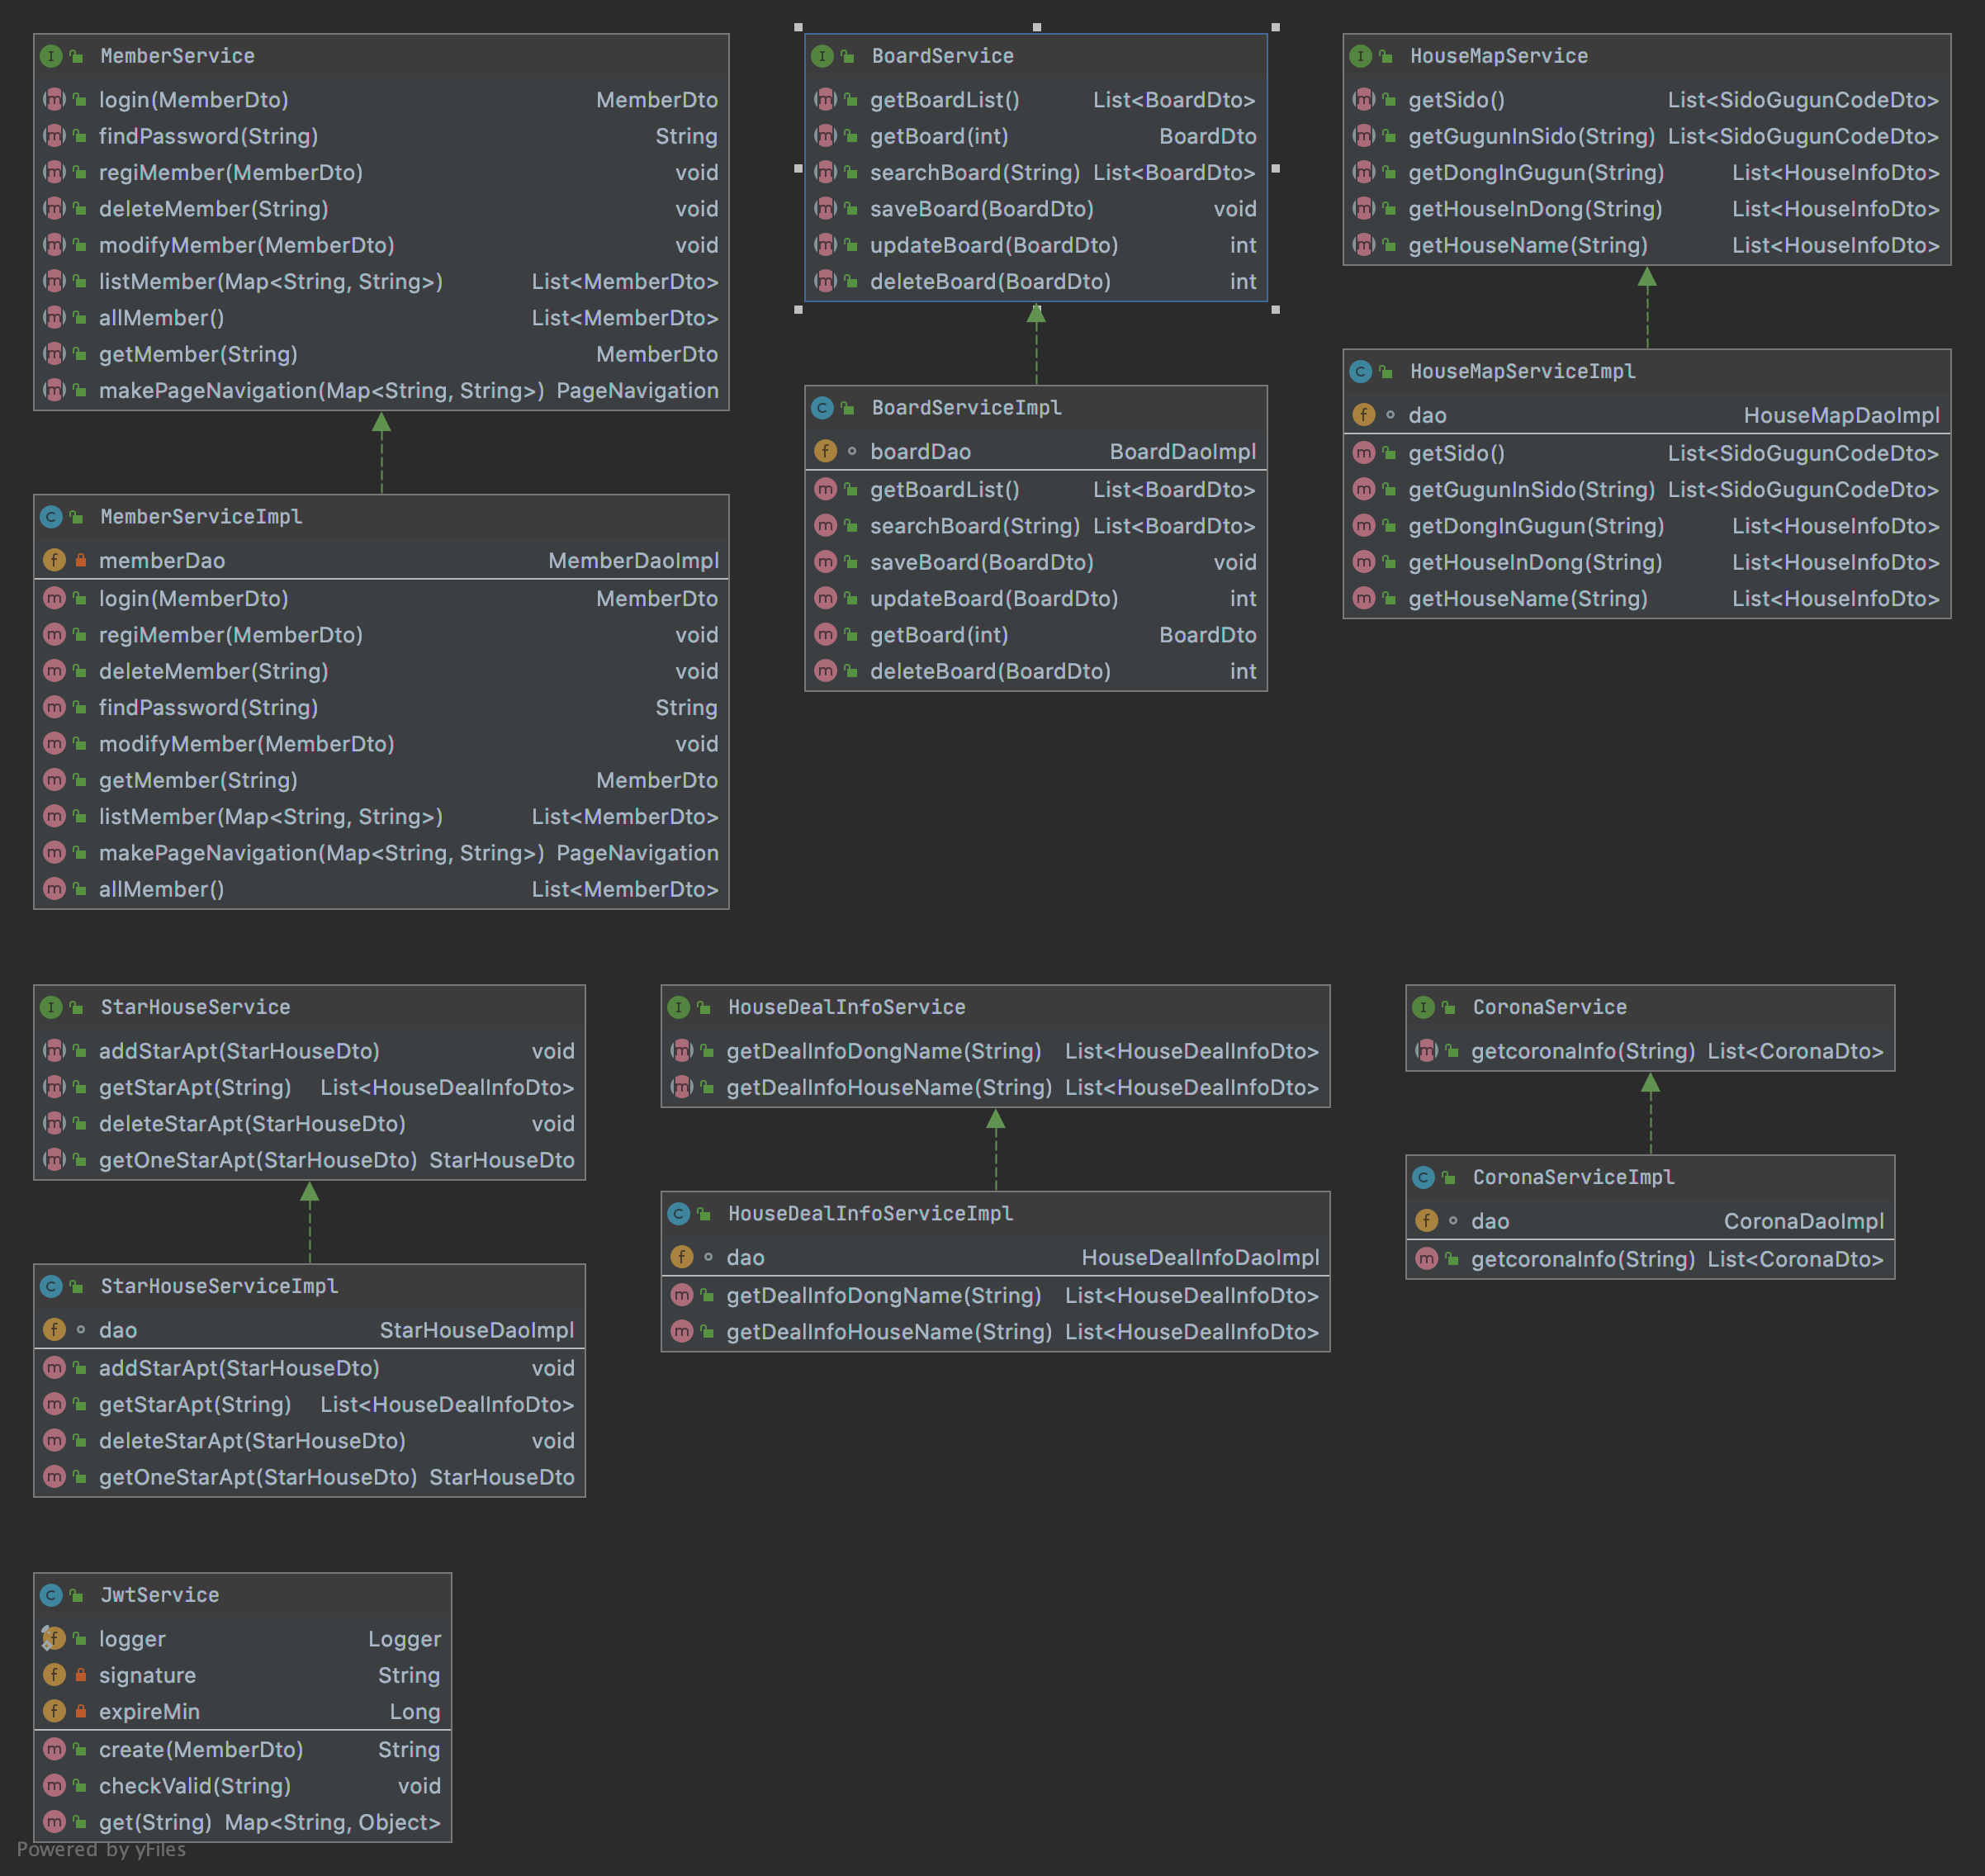 MemberService
login(MemberDto) MemberDto
findPassword(String) String
regiMember(MemberDto) void
deleteMember(String) void
modifyMember(MemberDto) void
listMember(Map<String, String>) List<MemberDto>
allMember() List<MemberDto>
getMember(String) MemberDto
makePageNavigation(Map<String, String>) PageNavigation
MemberServiceImpl
memberDao MemberDaoImpl
login(MemberDto) MemberDto
regiMember(MemberDto) void
deleteMember(String) void
findPassword(String) String
modifyMember(MemberDto) void
getMember(String) MemberDto
listMember(Map<String, String>) List<MemberDto>
makePageNavigation(Map<String, String>) PageNavigation
allMember() List<MemberDto>
BoardService
getBoardList() List<BoardDto>
getBoard(int) BoardDto
searchBoard(String) List<BoardDto>
saveBoard(BoardDto) void
updateBoard(BoardDto) int
deleteBoard(BoardDto) int
BoardServiceImpl
boardDao BoardDaoImpl
getBoardList() List<BoardDto>
searchBoard(String) List<BoardDto>
saveBoard(BoardDto) void
updateBoard(BoardDto) int
getBoard(int) BoardDto
deleteBoard(BoardDto) int
HouseMapService
getSido() List<SidoGugunCodeDto>
getGugunInSido(String) List<SidoGugunCodeDto>
getDongInGugun(String) List<HouseInfoDto>
getHouseInDong(String) List<HouseInfoDto>
getHouseName(String) List<HouseInfoDto>
HouseMapServiceImpl
dao HouseMapDaoImpl
getSido() List<SidoGugunCodeDto>
getGugunInSido(String) List<SidoGugunCodeDto>
getDongInGugun(String) List<HouseInfoDto>
getHouseInDong(String) List<HouseInfoDto>
getHouseName(String) List<HouseInfoDto>
StarHouseService
addStarApt(StarHouseDto) void
getStarApt(String) List<HouseDealInfoDto>
deleteStarApt(StarHouseDto) void
getOneStarApt(StarHouseDto) StarHouseDto
StarHouseServiceImpl
dao StarHouseDaoImpl
addStarApt(StarHouseDto) void
getStarApt(String) List<HouseDealInfoDto>
deleteStarApt(StarHouseDto) void
getOneStarApt(StarHouseDto) StarHouseDto
HouseDealInfoService
getDealInfoDongName(String) List<HouseDealInfoDto>
getDealInfoHouseName(String) List<HouseDealInfoDto>
HouseDealInfoServiceImpl
dao HouseDealInfoDaoImpl
getDealInfoDongName(String) List<HouseDealInfoDto>
getDealInfoHouseName(String) List<HouseDealInfoDto>
CoronaService
getcoronaInfo(String) List<CoronaDto>
CoronaServiceImpl
dao CoronaDaoImpl
getcoronaInfo(String) List<CoronaDto>
JwtService
logger Logger
signature String
expireMin Long
create(MemberDto) String
checkValid(String) void
get(String) Map<String, Object>
Powered by yFiles